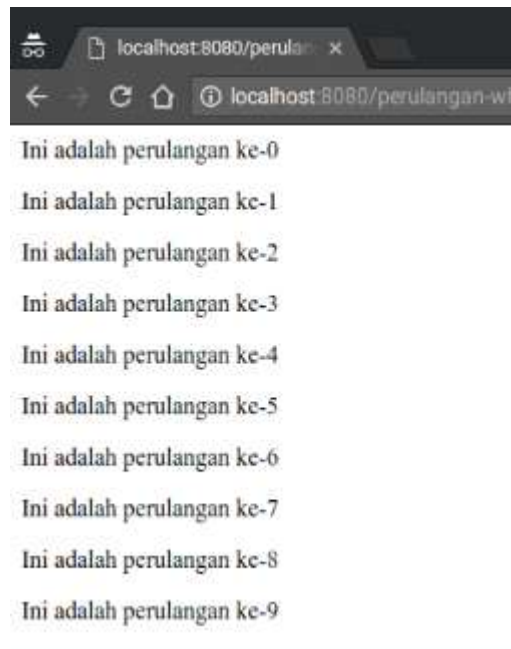 localhost:8080/perulan
localhost:8080/perulangan-wh
Ini adalah perulangan ke-0
Ini adalah perulangan ke-1
Ini adalah perulangan ke-2
Ini adalah perulangan ke-3
Ini adalah perulangan ke-4
Ini adalah perulangan ke-5
Ini adalah perulangan ke-6
Ini adalah perulangan ke-7
Ini adalah perulangan ke-8
Ini adalah perulangan ke-9